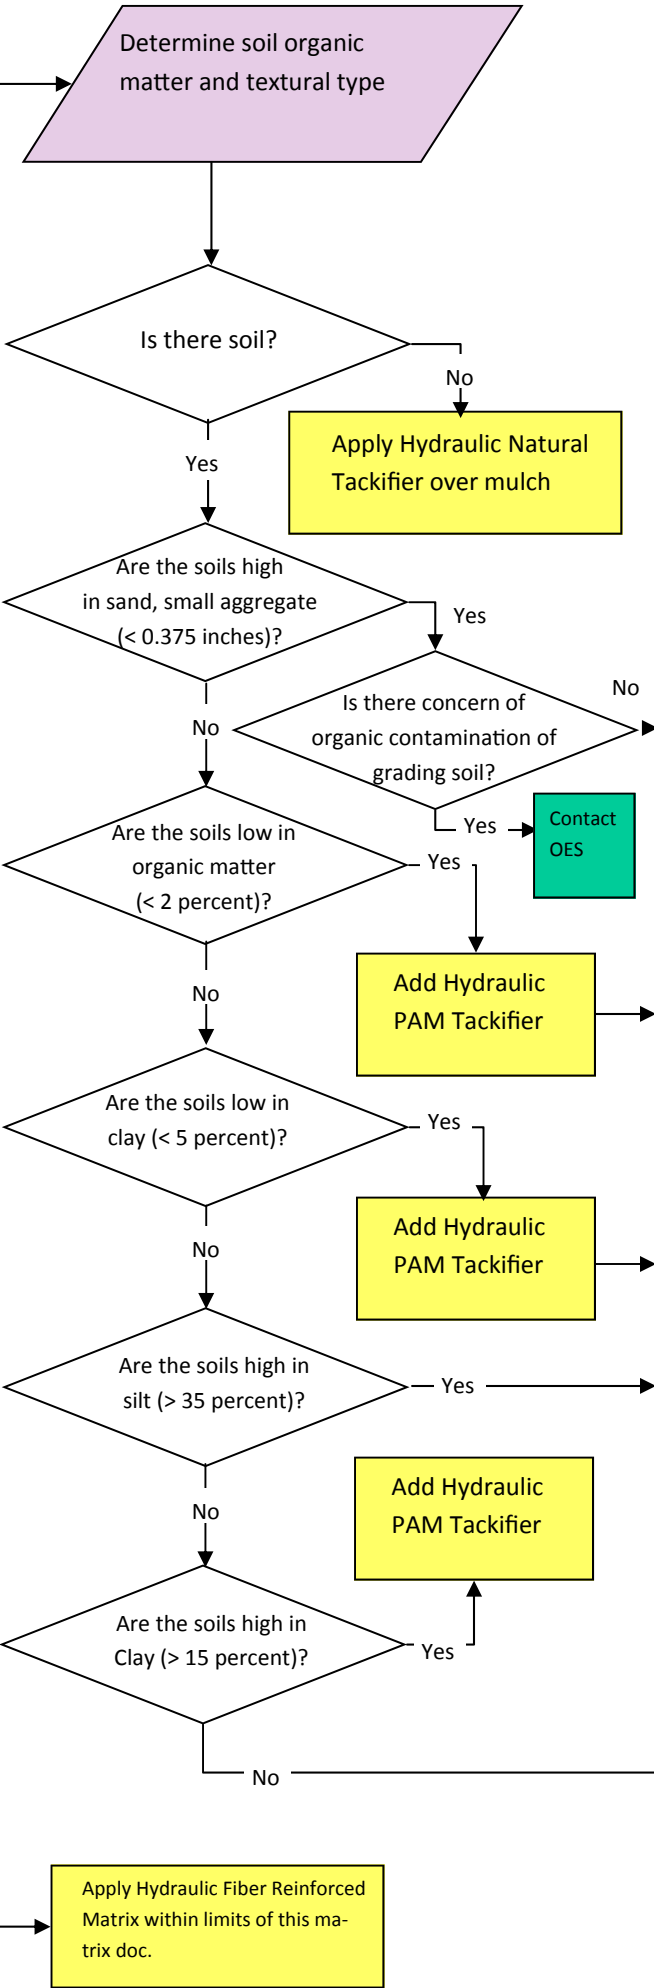 Determine soil organic
matter and textural type
Is there soil?
No
Apply Hydraulic Natural
Tackifier over mulch
Yes
Are the soils high
in sand, small aggregate
(< 0.375 inches)?
Yes
No
Is there concern of
organic contamination of
grading soil?
No
Yes
Contact
OES
Are the soils low in
organic matter
(< 2 percent)?
Yes
Add Hydraulic
PAM Tackifier
No
Are the soils low in
clay (< 5 percent)?
Yes
Add Hydraulic
PAM Tackifier
No
Are the soils high in
silt (> 35 percent)?
Yes
Add Hydraulic
PAM Tackifier
No
Are the soils high in
Clay (> 15 percent)?
Yes
No
Apply Hydraulic Fiber Reinforced
Matrix within limits of this ma-
trix doc.